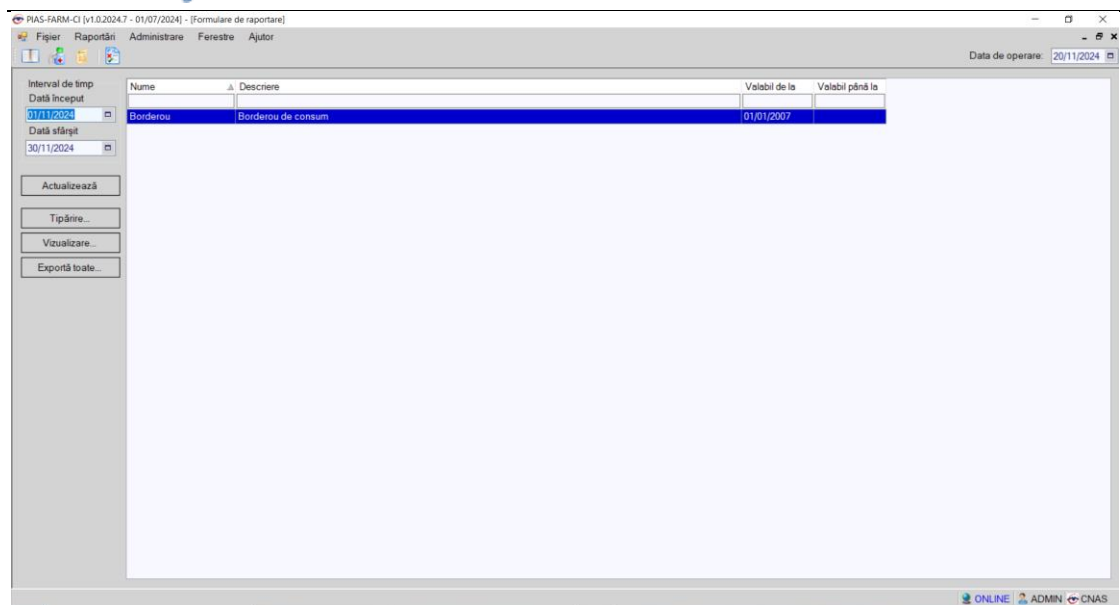 PIAS-FARM-CI [v1.0.2024.7 - 01/07/2024] - [Formulare de raportare]
Fișier Raportări Administrare Ferestre Ajutor
Data de operare: 20/11/2024
Interval de timp
Dată început
01/11/2024
Dată sfârșit
30/11/2024
Actualizează
Tipărire...
Vizualizare...
Exportă toate...
Nume Descriere Valabil de la Valabil până la
Borderou Borderou de consum 01/01/2007
ONLINE ADMIN CNAS